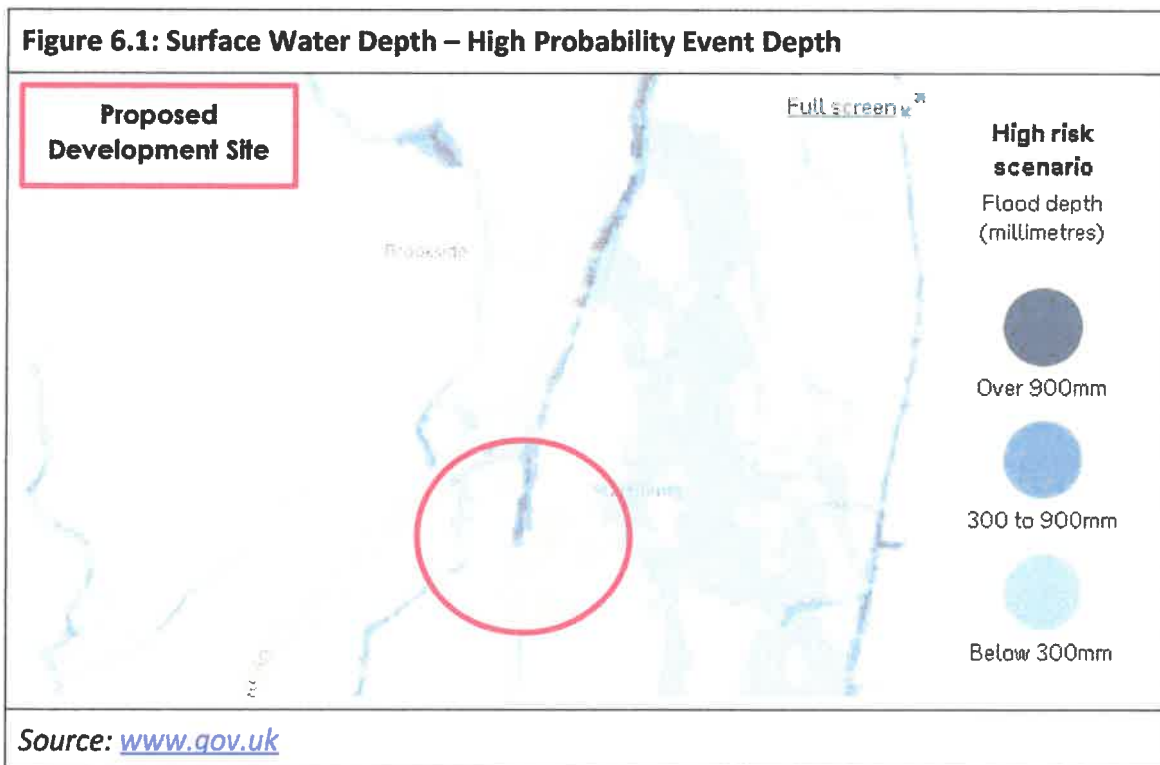 Figure 6.1: Surface Water Depth – High Probability Event Depth
Proposed
Development Site
Full screen
Brookside
High risk
scenario
Flood depth
(millimetres)
Over 900mm
300 to 900mm
Below 300mm
Source: www.gov.uk